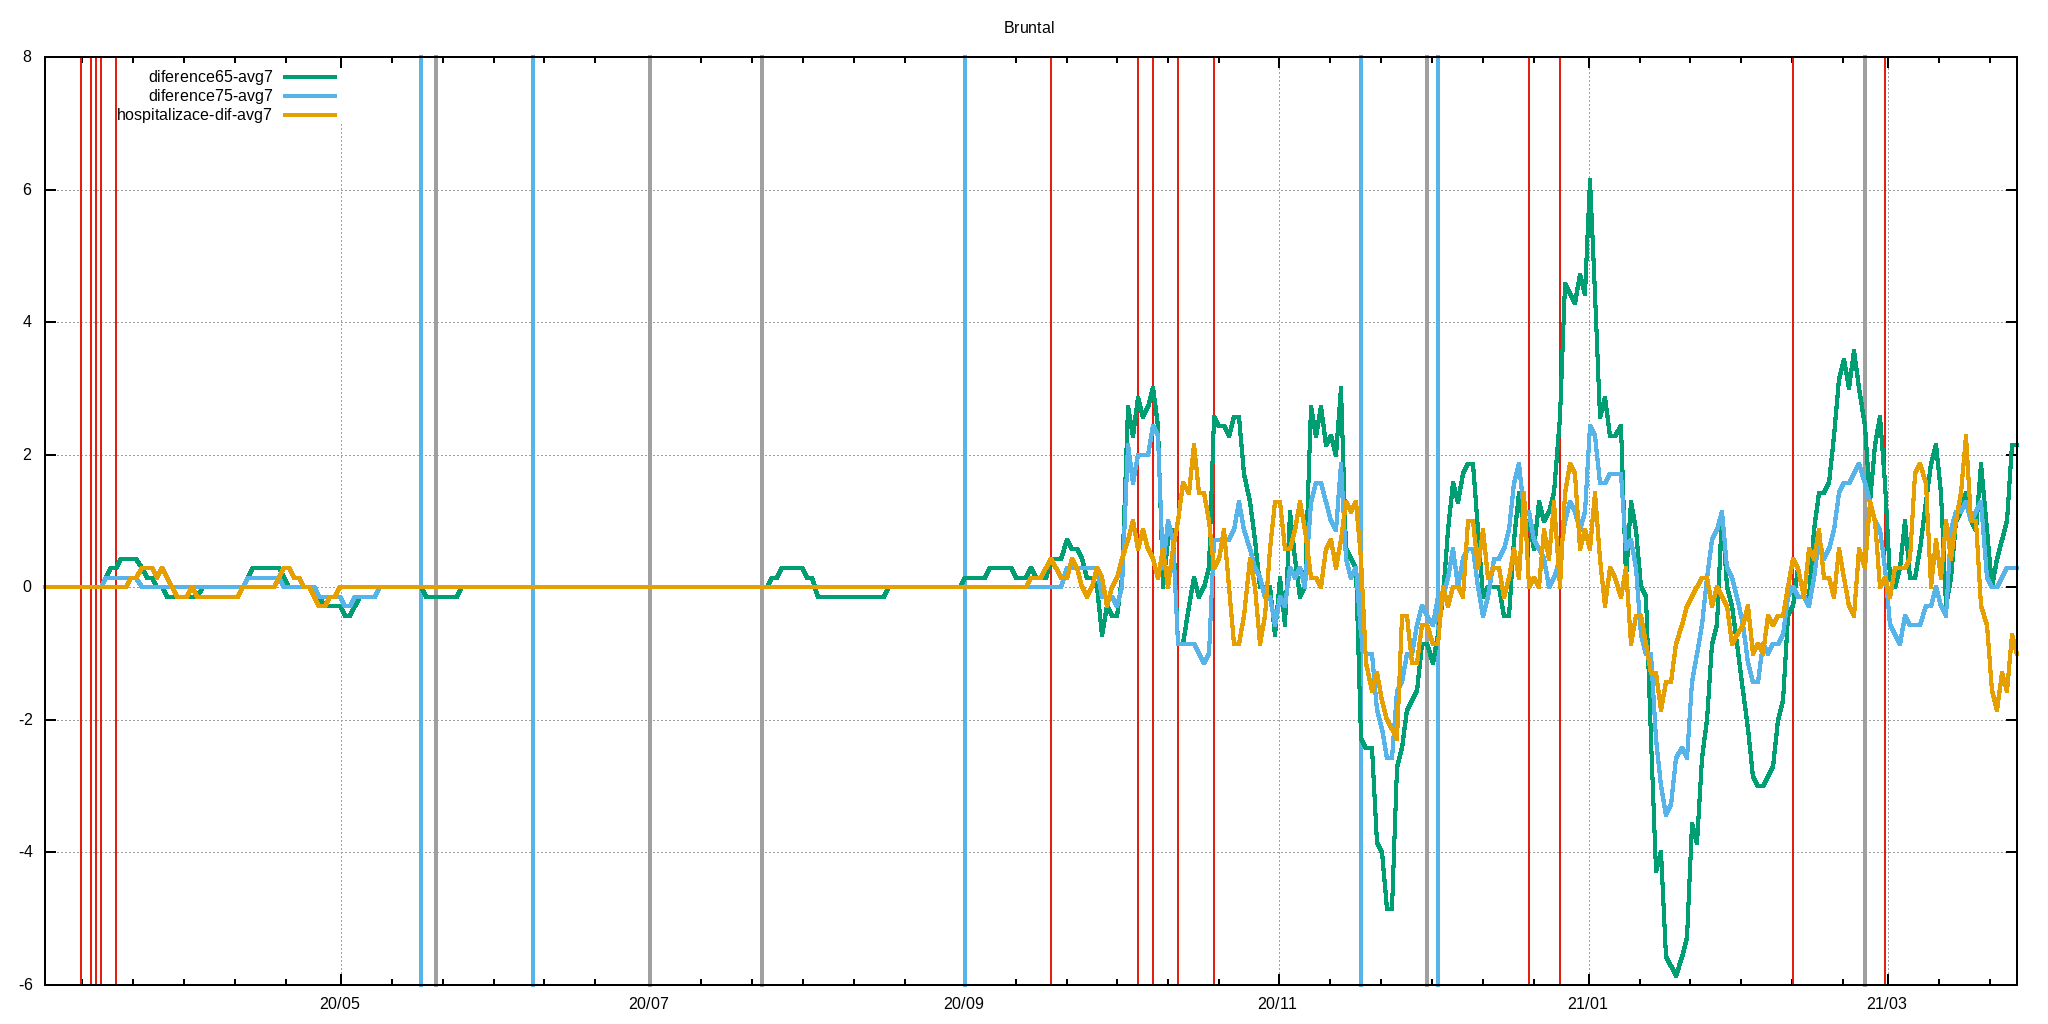 Bruntal
8
diference65-avg7
diference75-avg7
hospitalizace-dif-avg7
6
4
2
0
-2
-4
-6
20/05 20/07 20/09 20/11 21/01 21/03